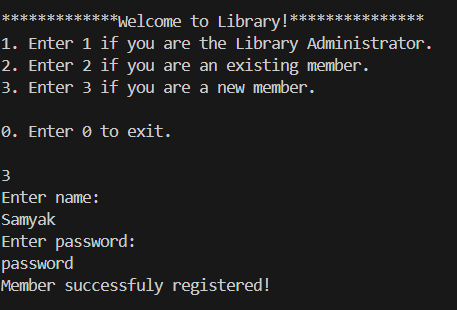 *************Welcome to Library!***************
1. Enter 1 if you are the Library Administrator.
2. Enter 2 if you are an existing member.
3. Enter 3 if you are a new member.
0. Enter 0 to exit.
3
Enter name:
Samyak
Enter password:
password
Member successfuly registered!